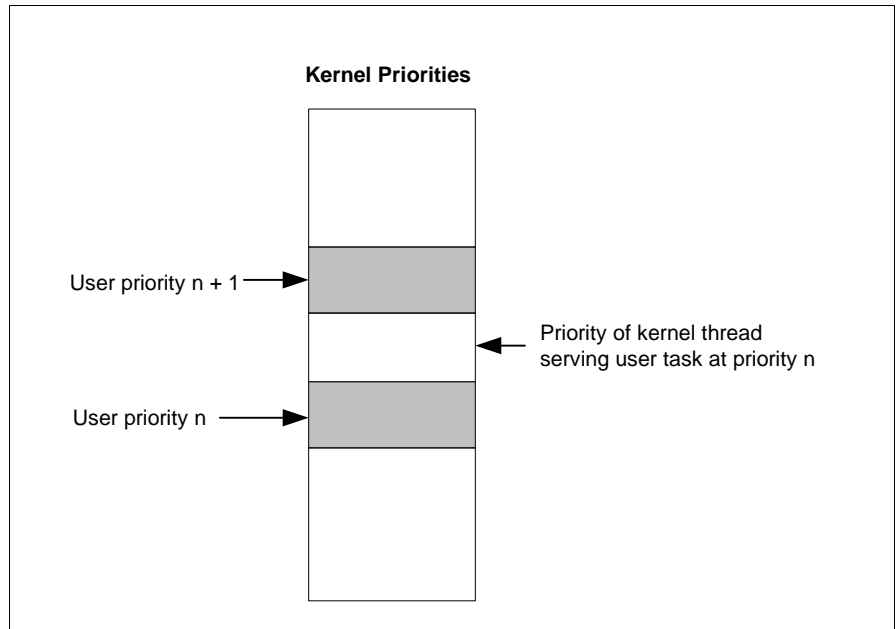 Kernel Priorities
User priority n + 1
Priority of kernel thread
serving user task at priority n
User priority n